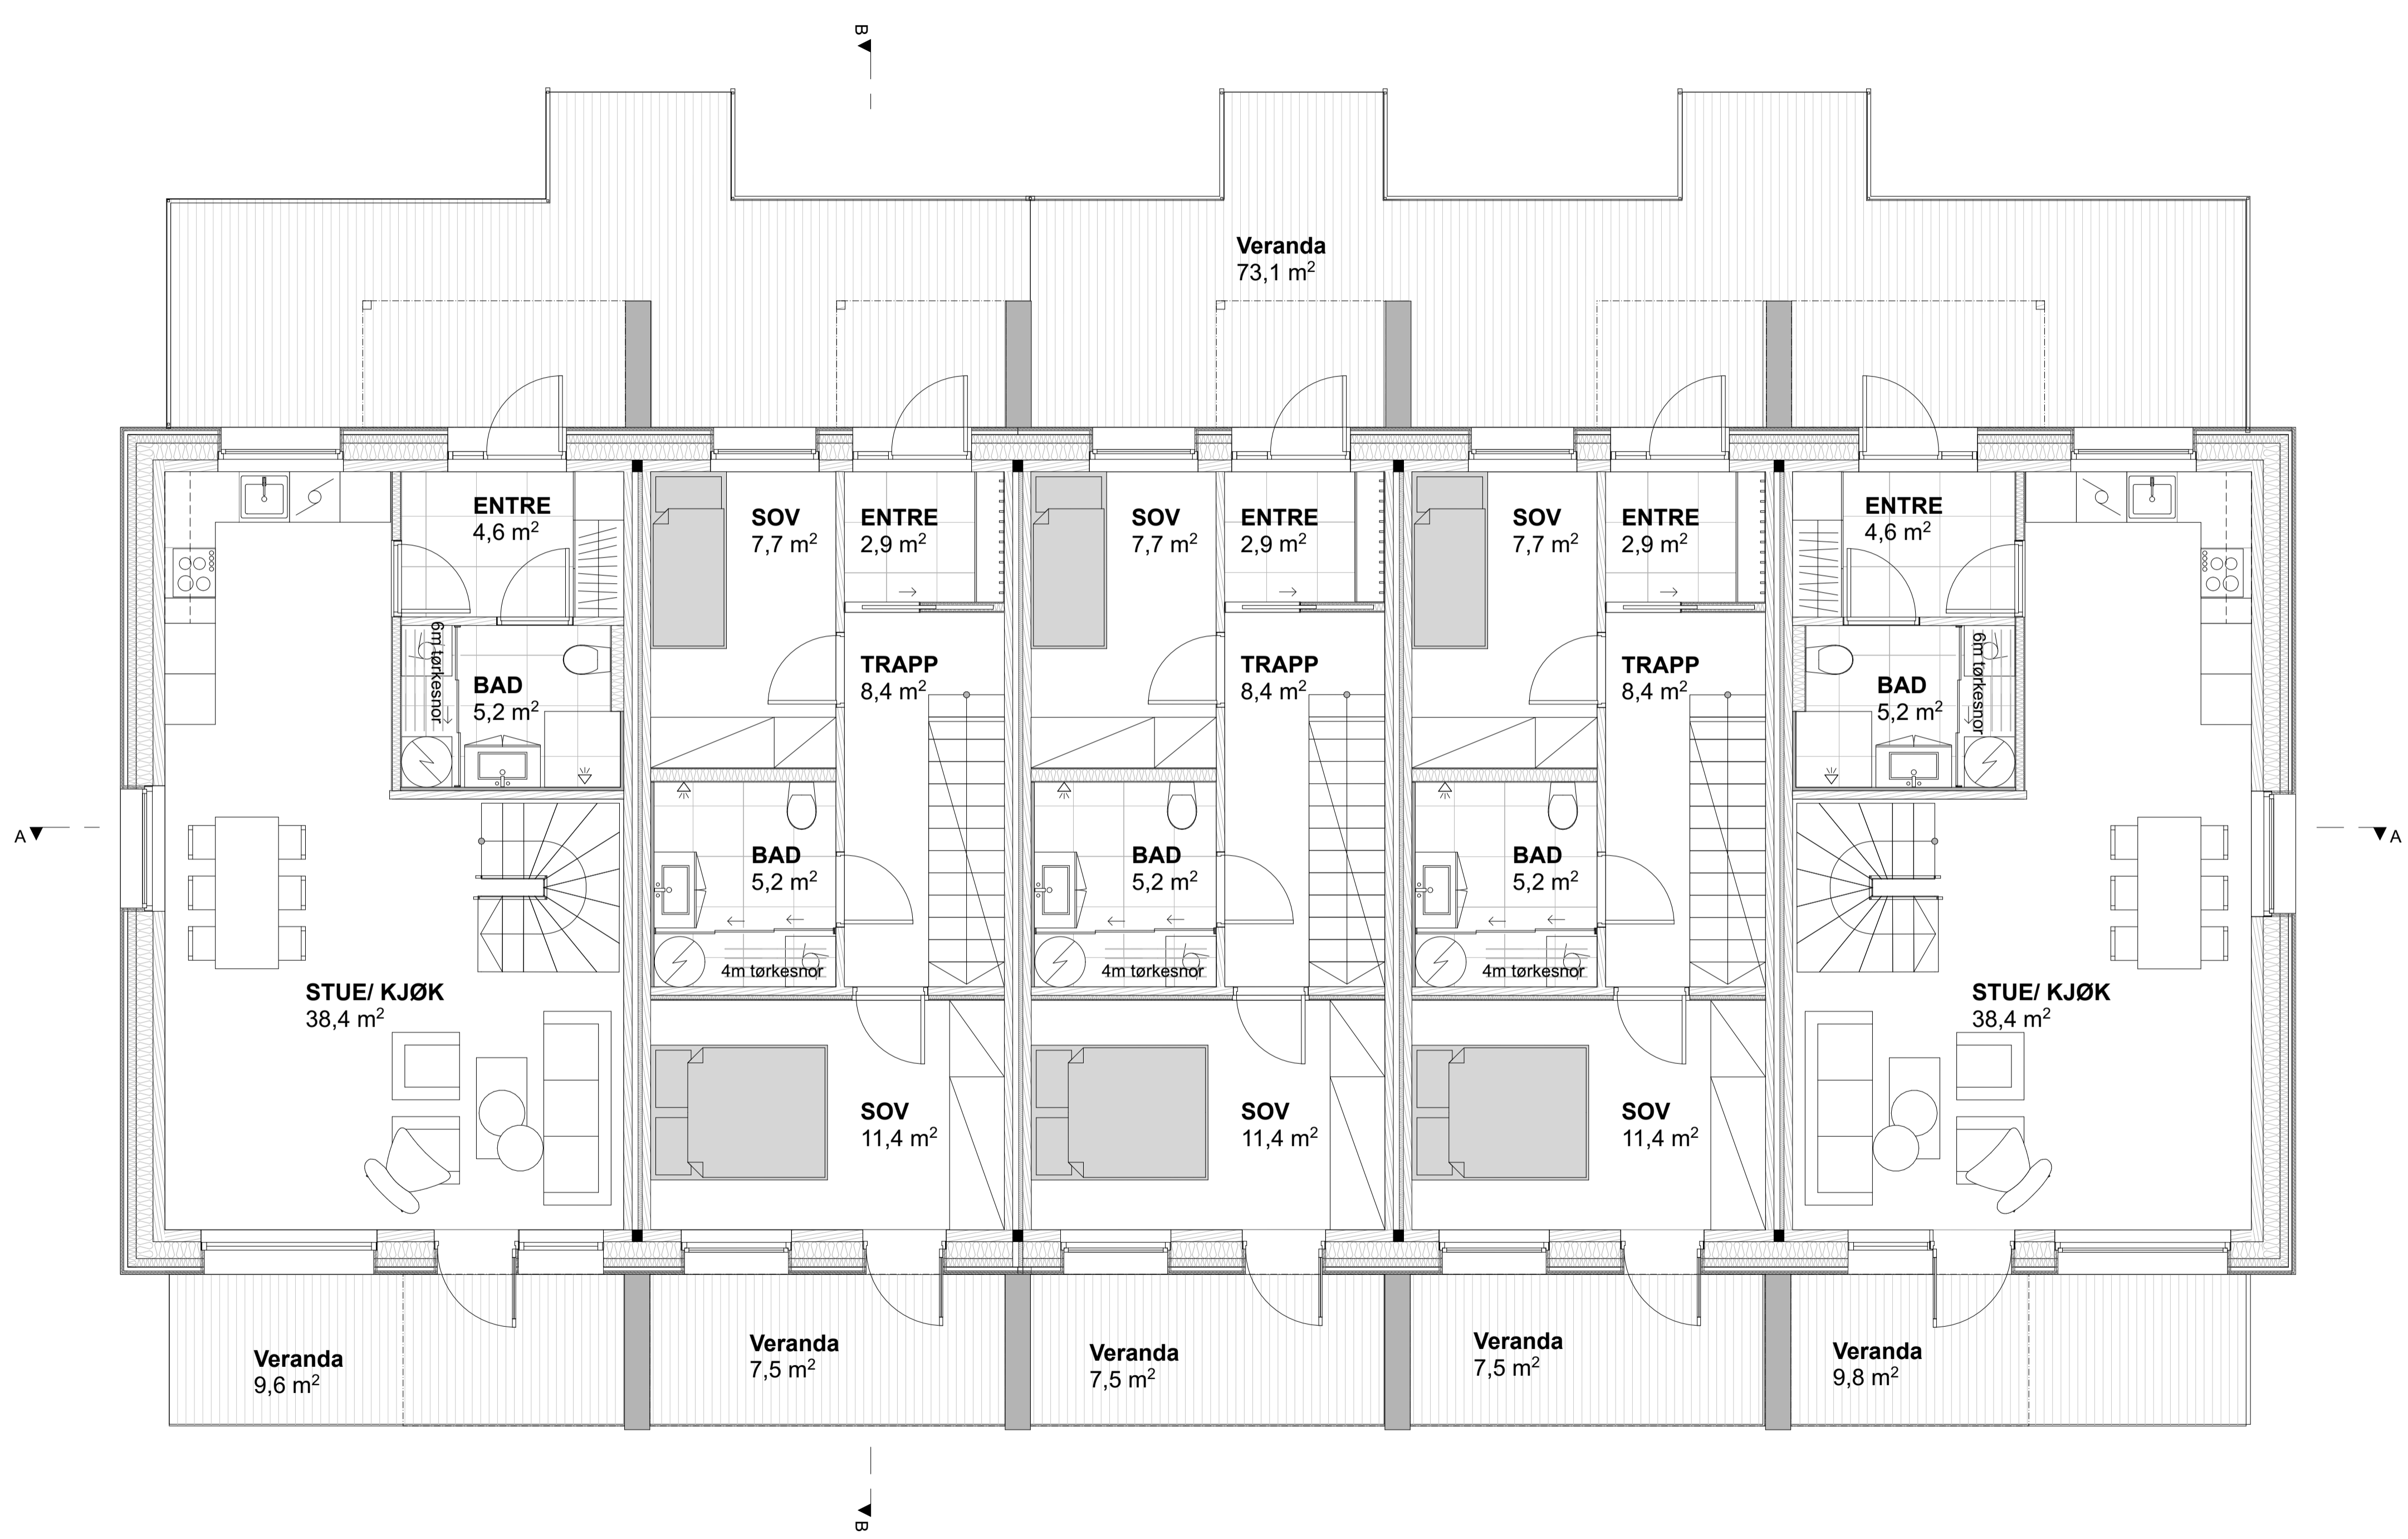 B
Veranda
73,1 m²
ENTRE
4,6 m²
SOV
7,7 m²
ENTRE
2,9 m²
SOV
7,7 m²
ENTRE
2,9 m²
SOV
7,7 m²
ENTRE
2,9 m²
ENTRE
4,6 m²
6m tørkesnor
BAD
5,2 m²
TRAPP
8,4 m²
TRAPP
8,4 m²
TRAPP
8,4 m²
BAD
5,2 m²
6m tørkesnor
A
A
BAD
5,2 m²
4m tørkesnor
BAD
5,2 m²
4m tørkesnor
BAD
5,2 m²
4m tørkesnor
STUE/ KJØK
38,4 m²
STUE/ KJØK
38,4 m²
SOV
11,4 m²
SOV
11,4 m²
SOV
11,4 m²
Veranda
9,6 m²
Veranda
7,5 m²
Veranda
7,5 m²
Veranda
7,5 m²
Veranda
9,8 m²
B